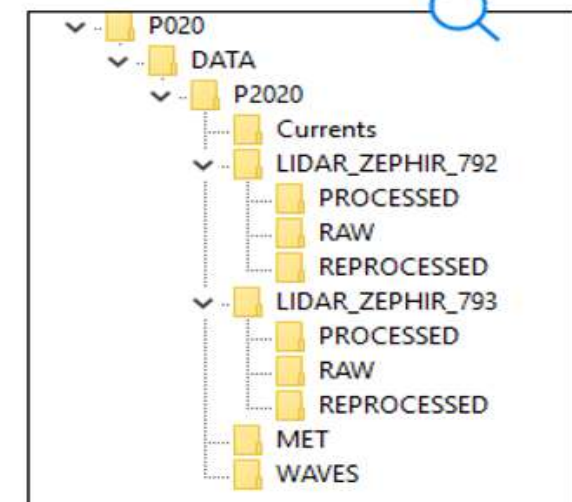 P020
DATA
P2020
Currents
LIDAR_ZEPHIR_792
PROCESSED
RAW
REPROCESSED
LIDAR_ZEPHIR_793
PROCESSED
RAW
REPROCESSED
MET
WAVES